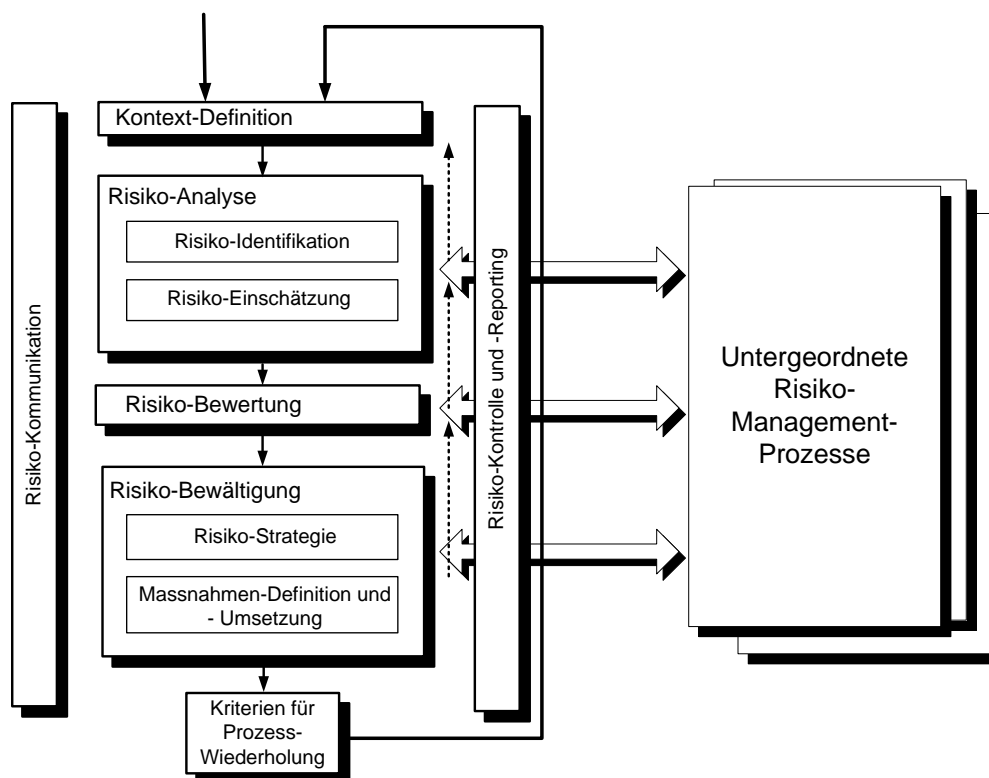 Kontext-Definition
Risiko-Analyse
Risiko-Identifikation
Risiko-Einschätzung
Risiko-Bewertung
Risiko-Bewältigung
Risiko-Strategie
Massnahmen-Definition und
- Umsetzung
Kriterien für
Prozess-
Wiederholung
Risiko-Kommunikation
Risiko-Kontrolle und -Reporting
Untergeordnete
Risiko-
Management-
Prozesse